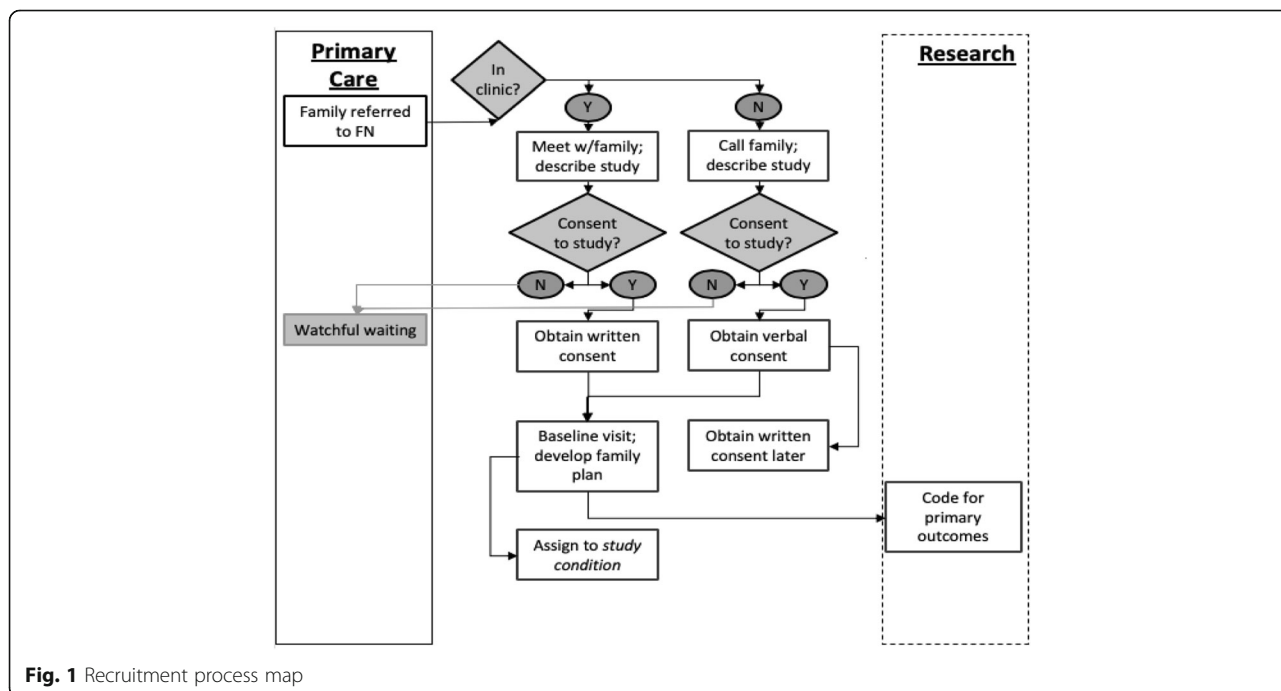 Primary
Care
Research
In
clinic?
Family referred
to FN
Y
N
Meet w/family;
describe study
Call family;
describe study
Consent
to study?
Consent
to study?
N
Y
N
Y
Watchful waiting
Obtain written
consent
Obtain verbal
consent
Baseline visit;
develop family
plan
Obtain written
consent later
Code for
primary
outcomes
Assign to study
condition
Fig. 1 Recruitment process map